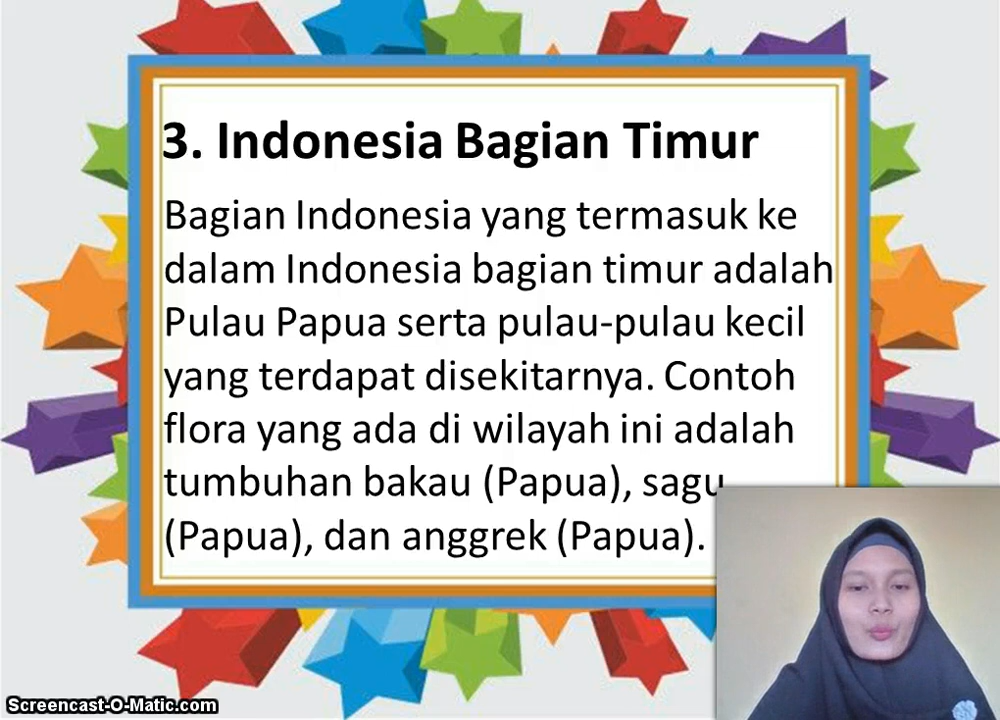 3. Indonesia Bagian Timur
Bagian Indonesia yang termasuk ke
dalam Indonesia bagian timur adalah
Pulau Papua serta pulau-pulau kecil
yang terdapat disekitarnya. Contoh
flora yang ada di wilayah ini adalah
tumbuhan bakau (Papua), sagu
(Papua), dan anggrek (Papua).
Screencast-O-Matic.com